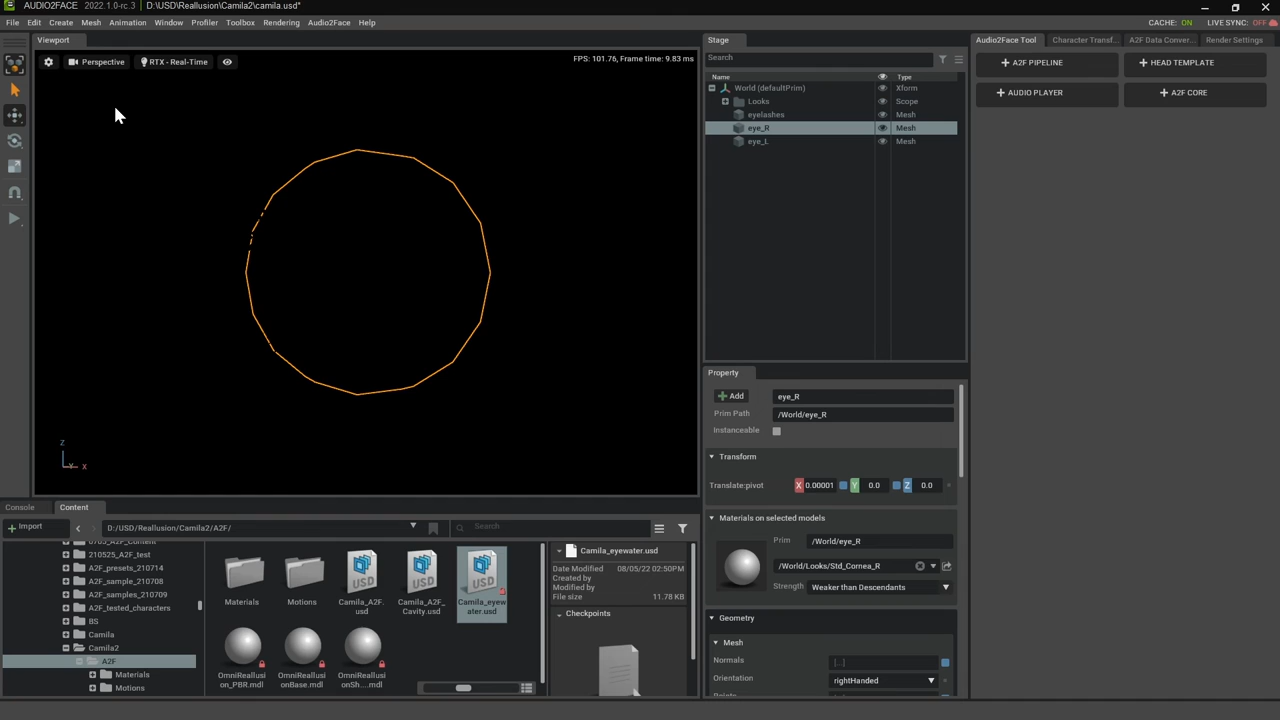 AUDIO2FACE 2022.1.0-rc.3 D:\USD\Reallusion\Camila2\camila.usd*
File Edit Create Mesh Animation Window Profiler Toolbox Rendering Audio2Face Help
CACHE: ON LIVE SYNC: OFF
Viewport
Perspective RTX - Real-Time
FPS: 101.76, Frame time: 9.83 ms
Z
Y X
Stage
Search
Name Type
World (defaultPrim) Xform
Looks Scope
eyelashes Mesh
eye_R Mesh
eye_L Mesh
Audio2Face Tool Character Transf... A2F Data Conver... Render Settings
A2F PIPELINE HEAD TEMPLATE
AUDIO PLAYER A2F CORE
Property
Add eye_R
Prim Path /World/eye_R
Instanceable
Transform
Translate:pivot X 0.00001 Y 0.0 Z 0.0
Materials on selected models
Prim /World/eye_R
/World/Looks/Std_Cornea_R
Strength Weaker than Descendants
Geometry
Mesh
Normals [...]
Orientation rightHanded
Points
Console Content
Import D:/USD/Reallusion/Camila2/A2F/ Search
0705_A2F_Content
210525_A2F_test
A2F_presets_210714
A2F_sample_210708
A2F_samples_210709
A2F_tested_characters
BS
Camila
Camila2
A2F
Materials
Motions
USD USD USD
Materials Motions Camila_A2F.usd Camila_A2F_Cavity.usd Camila_eyewater.usd
OmniReallusion_PBR.mdl OmniReallusionBase.mdl OmniReallusionSh....mdl
Camila_eyewater.usd
Date Modified 08/05/22 02:50PM
Created by
Modified by
File size 11.78 KB
Checkpoints